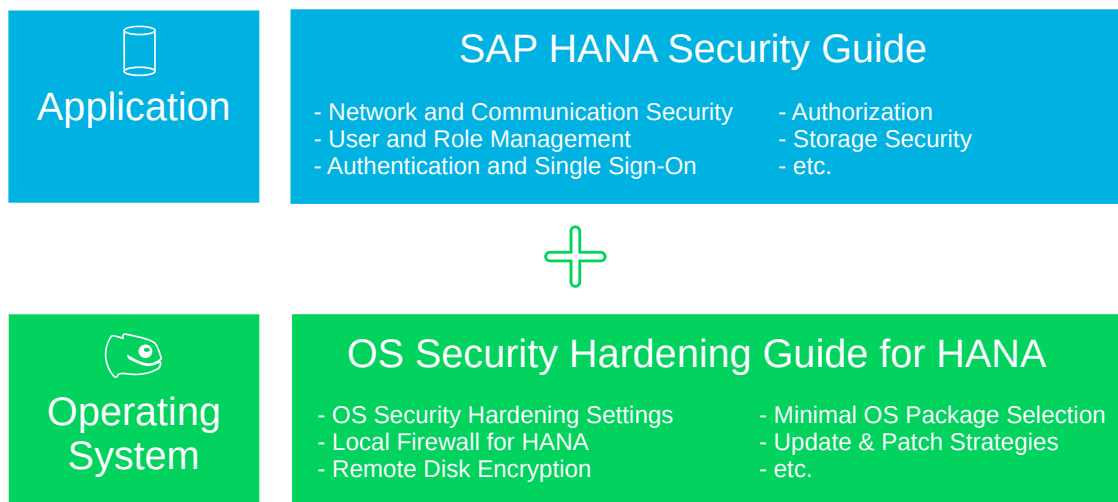 Application
SAP HANA Security Guide
- Network and Communication Security
- User and Role Management
- Authentication and Single Sign-On
- Authorization
- Storage Security
- etc.
Operating
System
OS Security Hardening Guide for HANA
- OS Security Hardening Settings
- Local Firewall for HANA
- Remote Disk Encryption
- Minimal OS Package Selection
- Update & Patch Strategies
- etc.